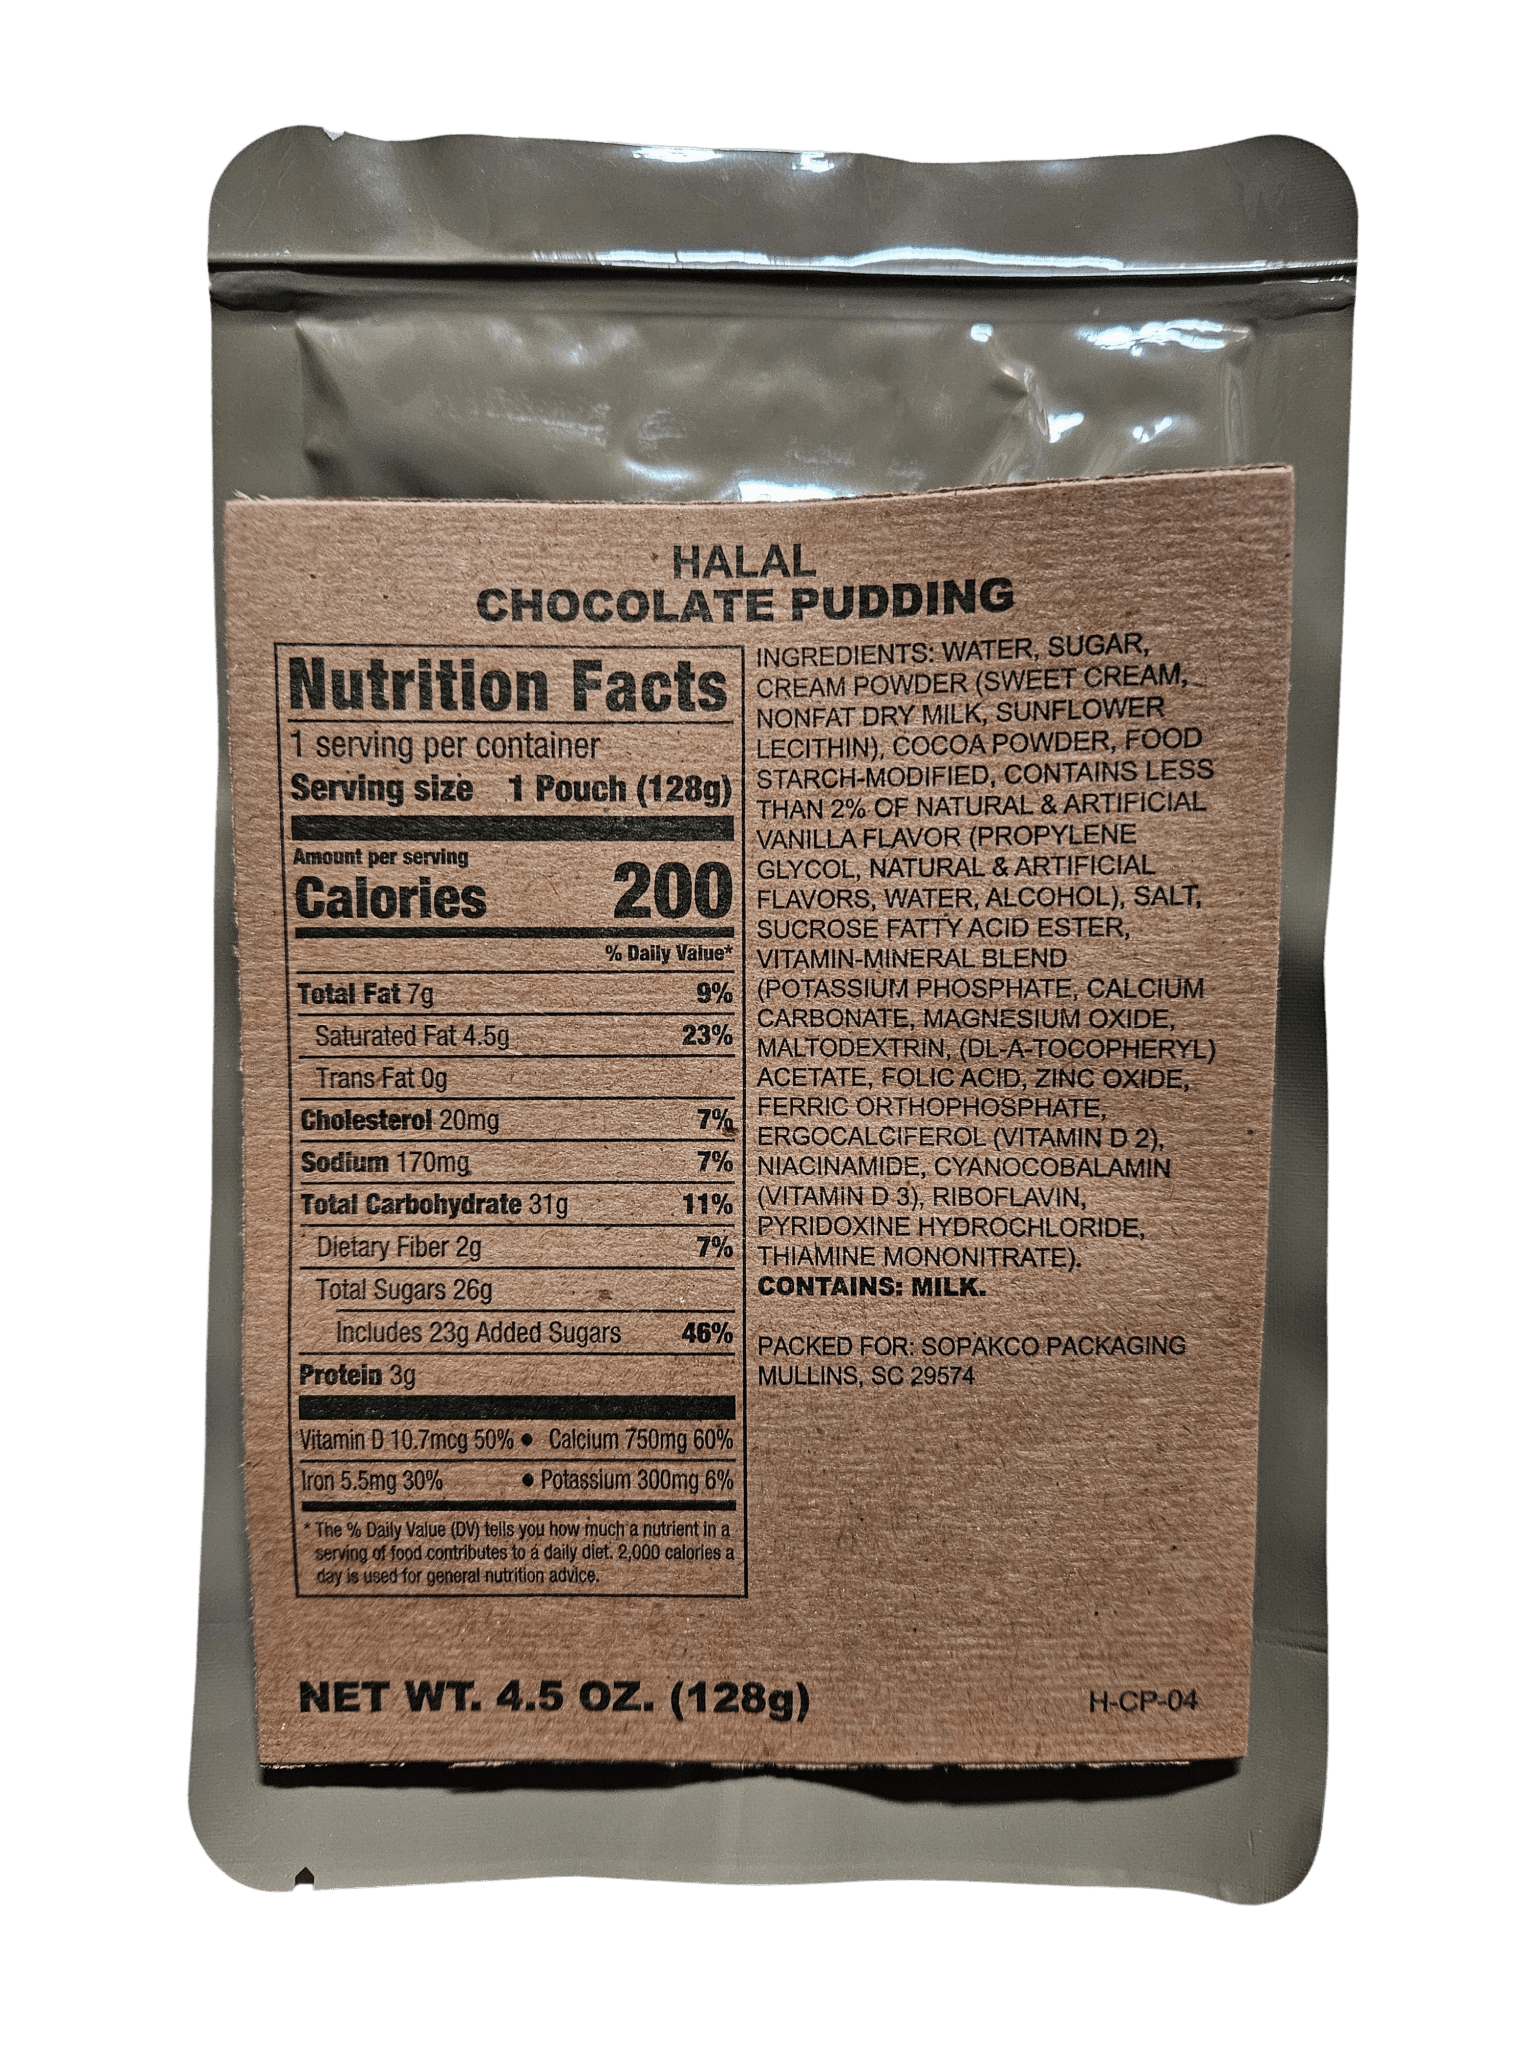 HALAL
CHOCOLATE PUDDING
Nutrition Facts
1 serving per container
Serving size 1 Pouch (128g)
Amount per serving
Calories 200
% Daily Value*
Total Fat 7g 9%
Saturated Fat 4.5g 23%
Trans Fat 0g
Cholesterol 20mg 7%
Sodium 170mg 7%
Total Carbohydrate 31g 11%
Dietary Fiber 2g 7%
Total Sugars 26g
Includes 23g Added Sugars 46%
Protein 3g
Vitamin D 10.7mcg 50% • Calcium 750mg 60%
Iron 5.5mg 30% • Potassium 300mg 6%
* The % Daily Value (DV) tells you how much a nutrient in a
serving of food contributes to a daily diet. 2,000 calories a
day is used for general nutrition advice.
INGREDIENTS: WATER, SUGAR,
CREAM POWDER (SWEET CREAM,
NONFAT DRY MILK, SUNFLOWER
LECITHIN), COCOA POWDER, FOOD
STARCH-MODIFIED, CONTAINS LESS
THAN 2% OF NATURAL & ARTIFICIAL
VANILLA FLAVOR (PROPYLENE
GLYCOL, NATURAL & ARTIFICIAL
FLAVORS, WATER, ALCOHOL), SALT,
SUCROSE FATTY ACID ESTER,
VITAMIN-MINERAL BLEND
(POTASSIUM PHOSPHATE, CALCIUM
CARBONATE, MAGNESIUM OXIDE,
MALTODEXTRIN, (DL-A-TOCOPHERYL)
ACETATE, FOLIC ACID, ZINC OXIDE,
FERRIC ORTHOPHOSPHATE,
ERGOCALCIFEROL (VITAMIN D 2),
NIACINAMIDE, CYANOCOBALAMIN
(VITAMIN D 3), RIBOFLAVIN,
PYRIDOXINE HYDROCHLORIDE,
THIAMINE MONONITRATE).
CONTAINS: MILK.
PACKED FOR: SOPAKCO PACKAGING
MULLINS, SC 29574
NET WT. 4.5 OZ. (128g)
H-CP-04